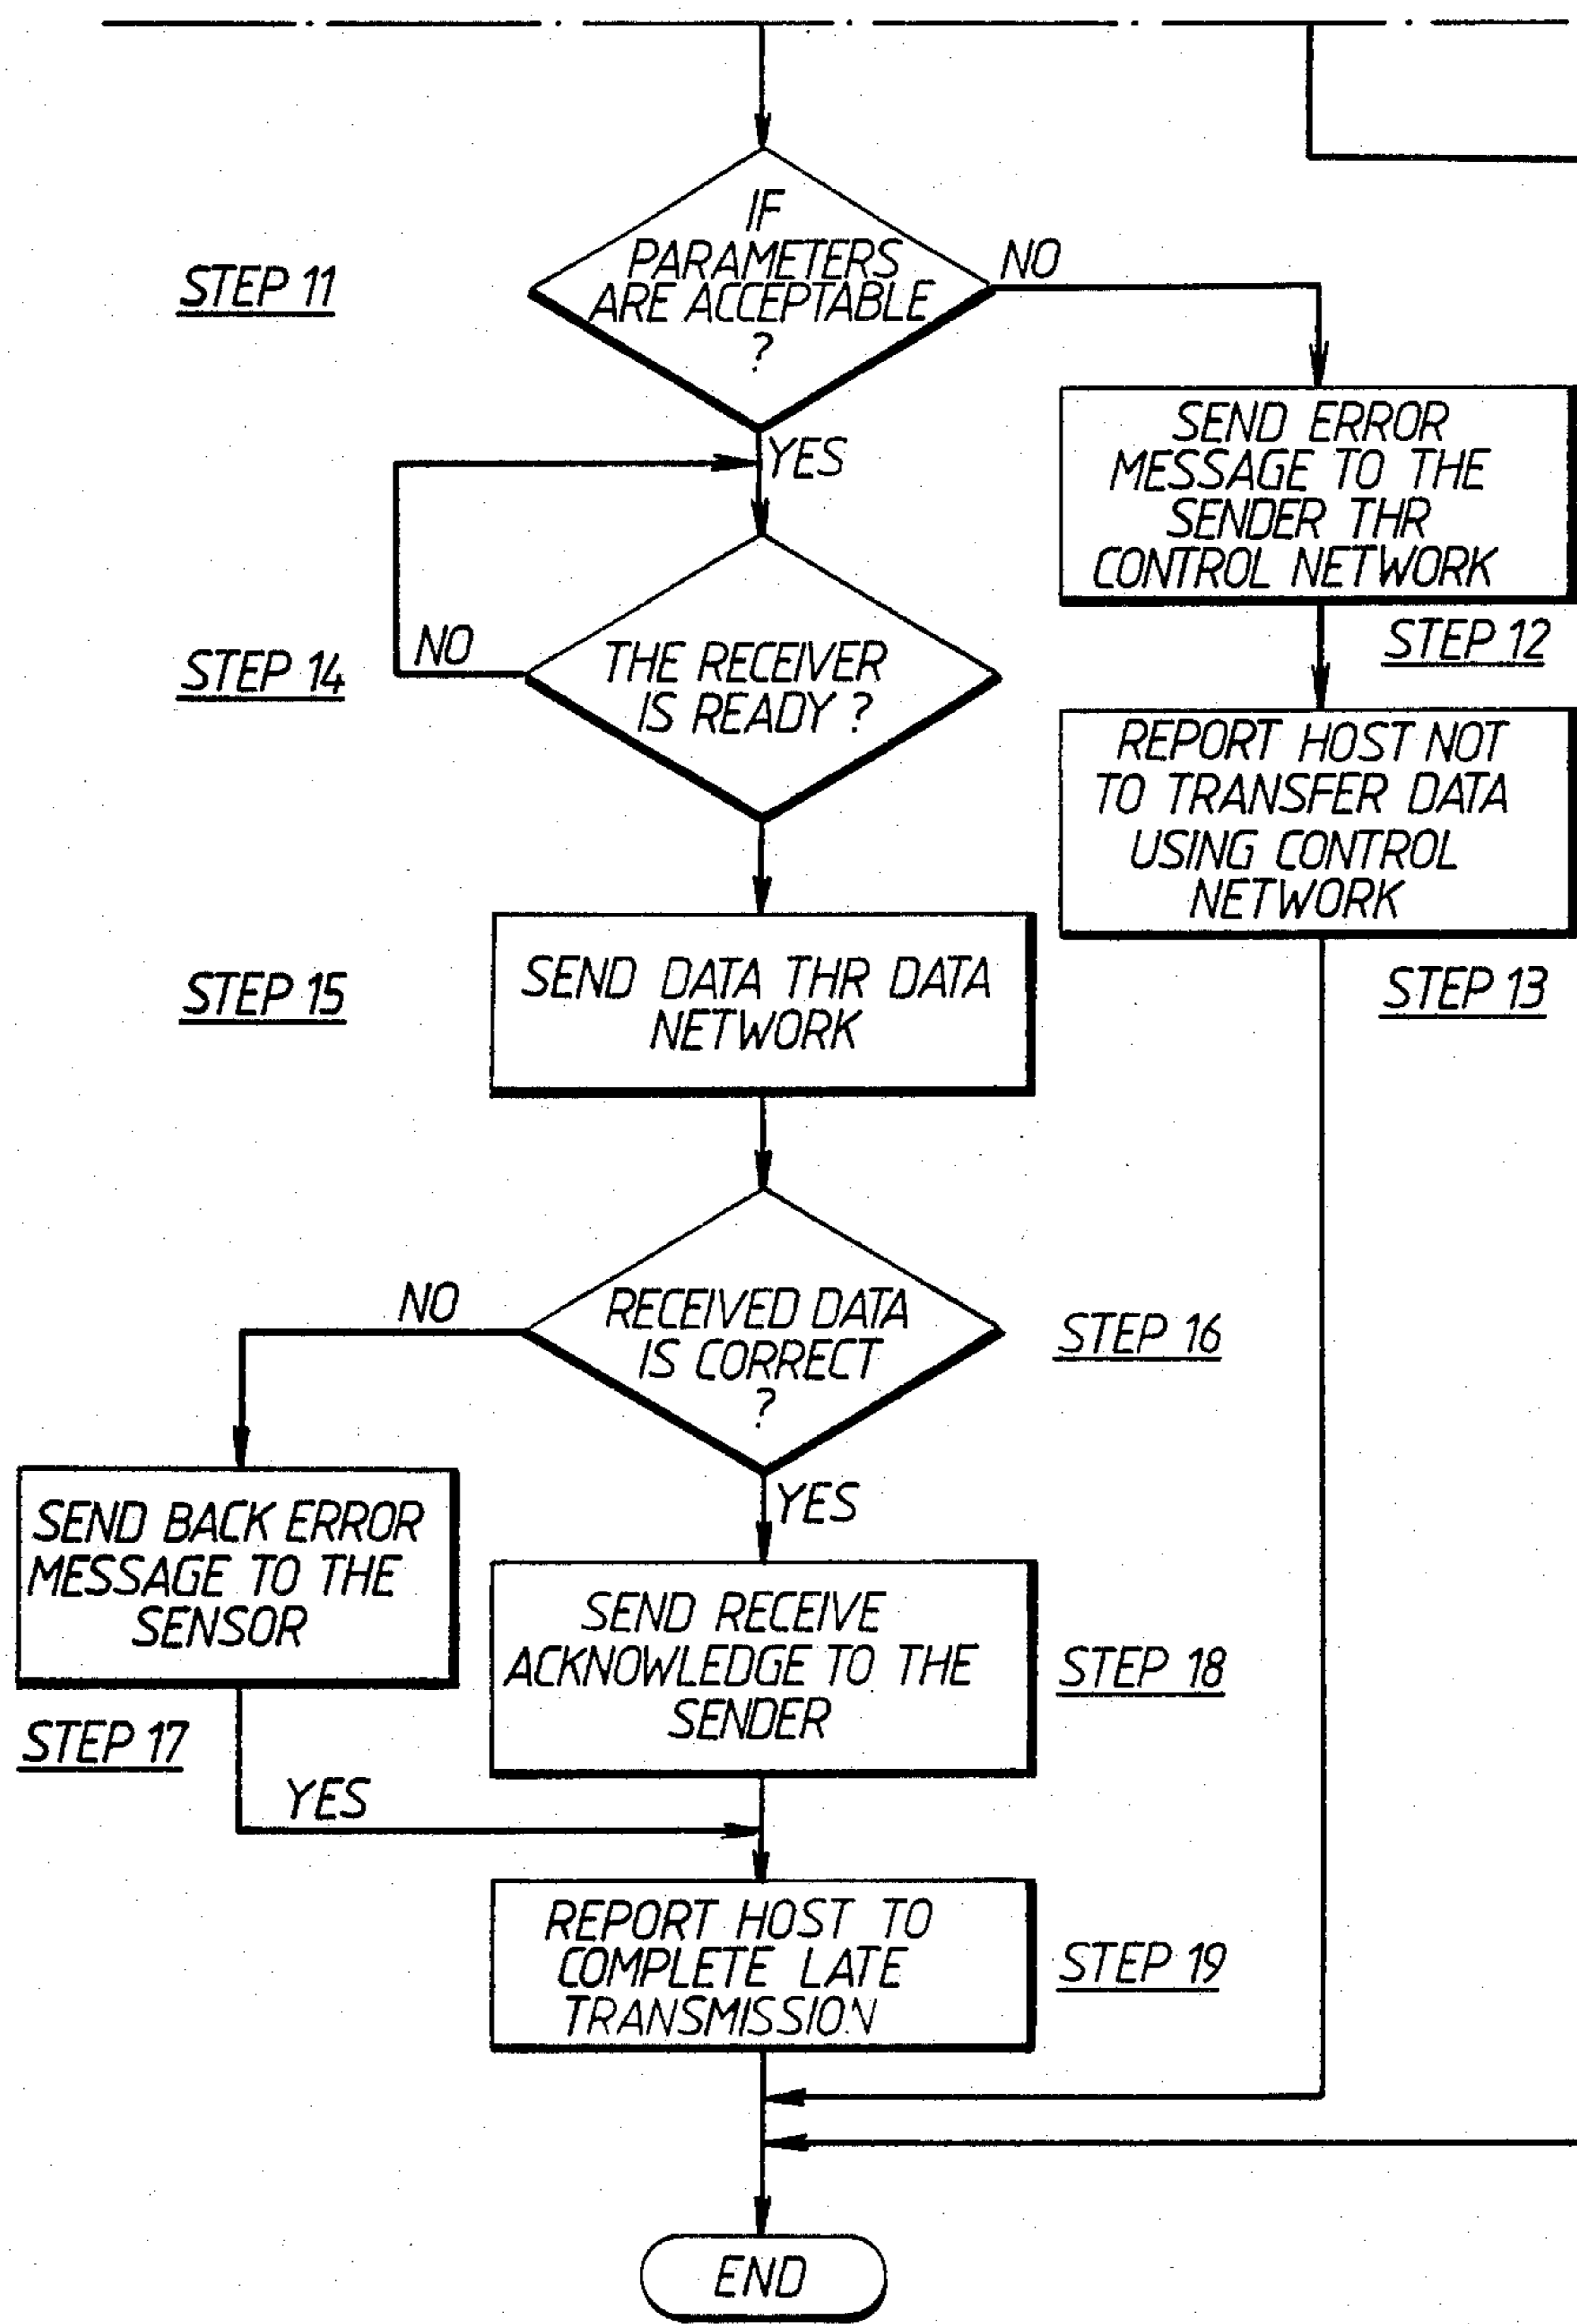 STEP 11
IF
PARAMETERS
ARE ACCEPTABLE
?
NO
YES
SEND ERROR
MESSAGE TO THE
SENDER THR
CONTROL NETWORK
STEP 12
STEP 14
NO
THE RECEIVER
IS READY ?
REPORT HOST NOT
TO TRANSFER DATA
USING CONTROL
NETWORK
STEP 13
STEP 15
SEND DATA THR DATA
NETWORK
NO
RECEIVED DATA
IS CORRECT
?
STEP 16
YES
SEND BACK ERROR
MESSAGE TO THE
SENSOR
STEP 17
SEND RECEIVE
ACKNOWLEDGE TO THE
SENDER
STEP 18
YES
REPORT HOST TO
COMPLETE LATE
TRANSMISSION
STEP 19
END